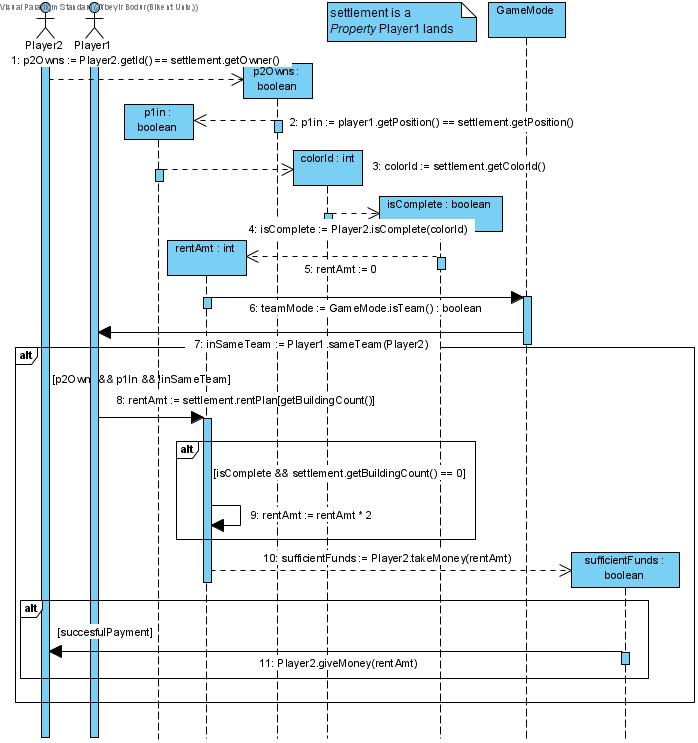 Visual Paradigm Standard (Ubeyir Bodur(Bilkent Univ.))
Player2
Player1
settlement is a
Property Player1 lands
GameMode
1: p2Owns := Player2.getId() == settlement.getOwner()
p2Owns :
boolean
p1in :
boolean
2: p1in := player1.getPosition() == settlement.getPosition()
colorId : int
3: colorId := settlement.getColorId()
isComplete : boolean
4: isComplete := Player2.isComplete(colorId)
rentAmt : int
5: rentAmt := 0
6: teamMode := GameMode.isTeam() : boolean
7: inSameTeam := Player1.sameTeam(Player2)
alt
[p2Own && p1In && !inSameTeam]
8: rentAmt := settlement.rentPlan[getBuildingCount()]
alt
[isComplete && settlement.getBuildingCount() == 0]
9: rentAmt := rentAmt * 2
10: sufficientFunds := Player2.takeMoney(rentAmt)
sufficientFunds :
boolean
alt
[succesfulPayment]
11: Player2.giveMoney(rentAmt)